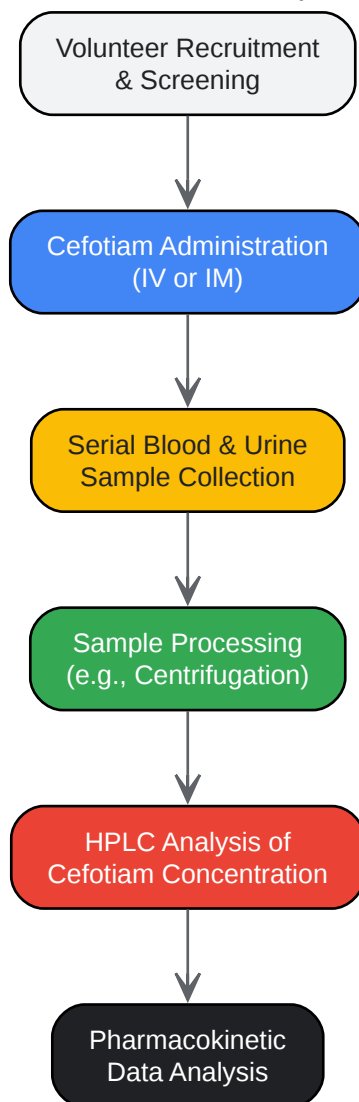 Volunteer Recruitment
& Screening
Cefotiam Administration
(IV or IM)
Serial Blood & Urine
Sample Collection
Sample Processing
(e.g., Centrifugation)
HPLC Analysis of
Cefotiam Concentration
Pharmacokinetic
Data Analysis